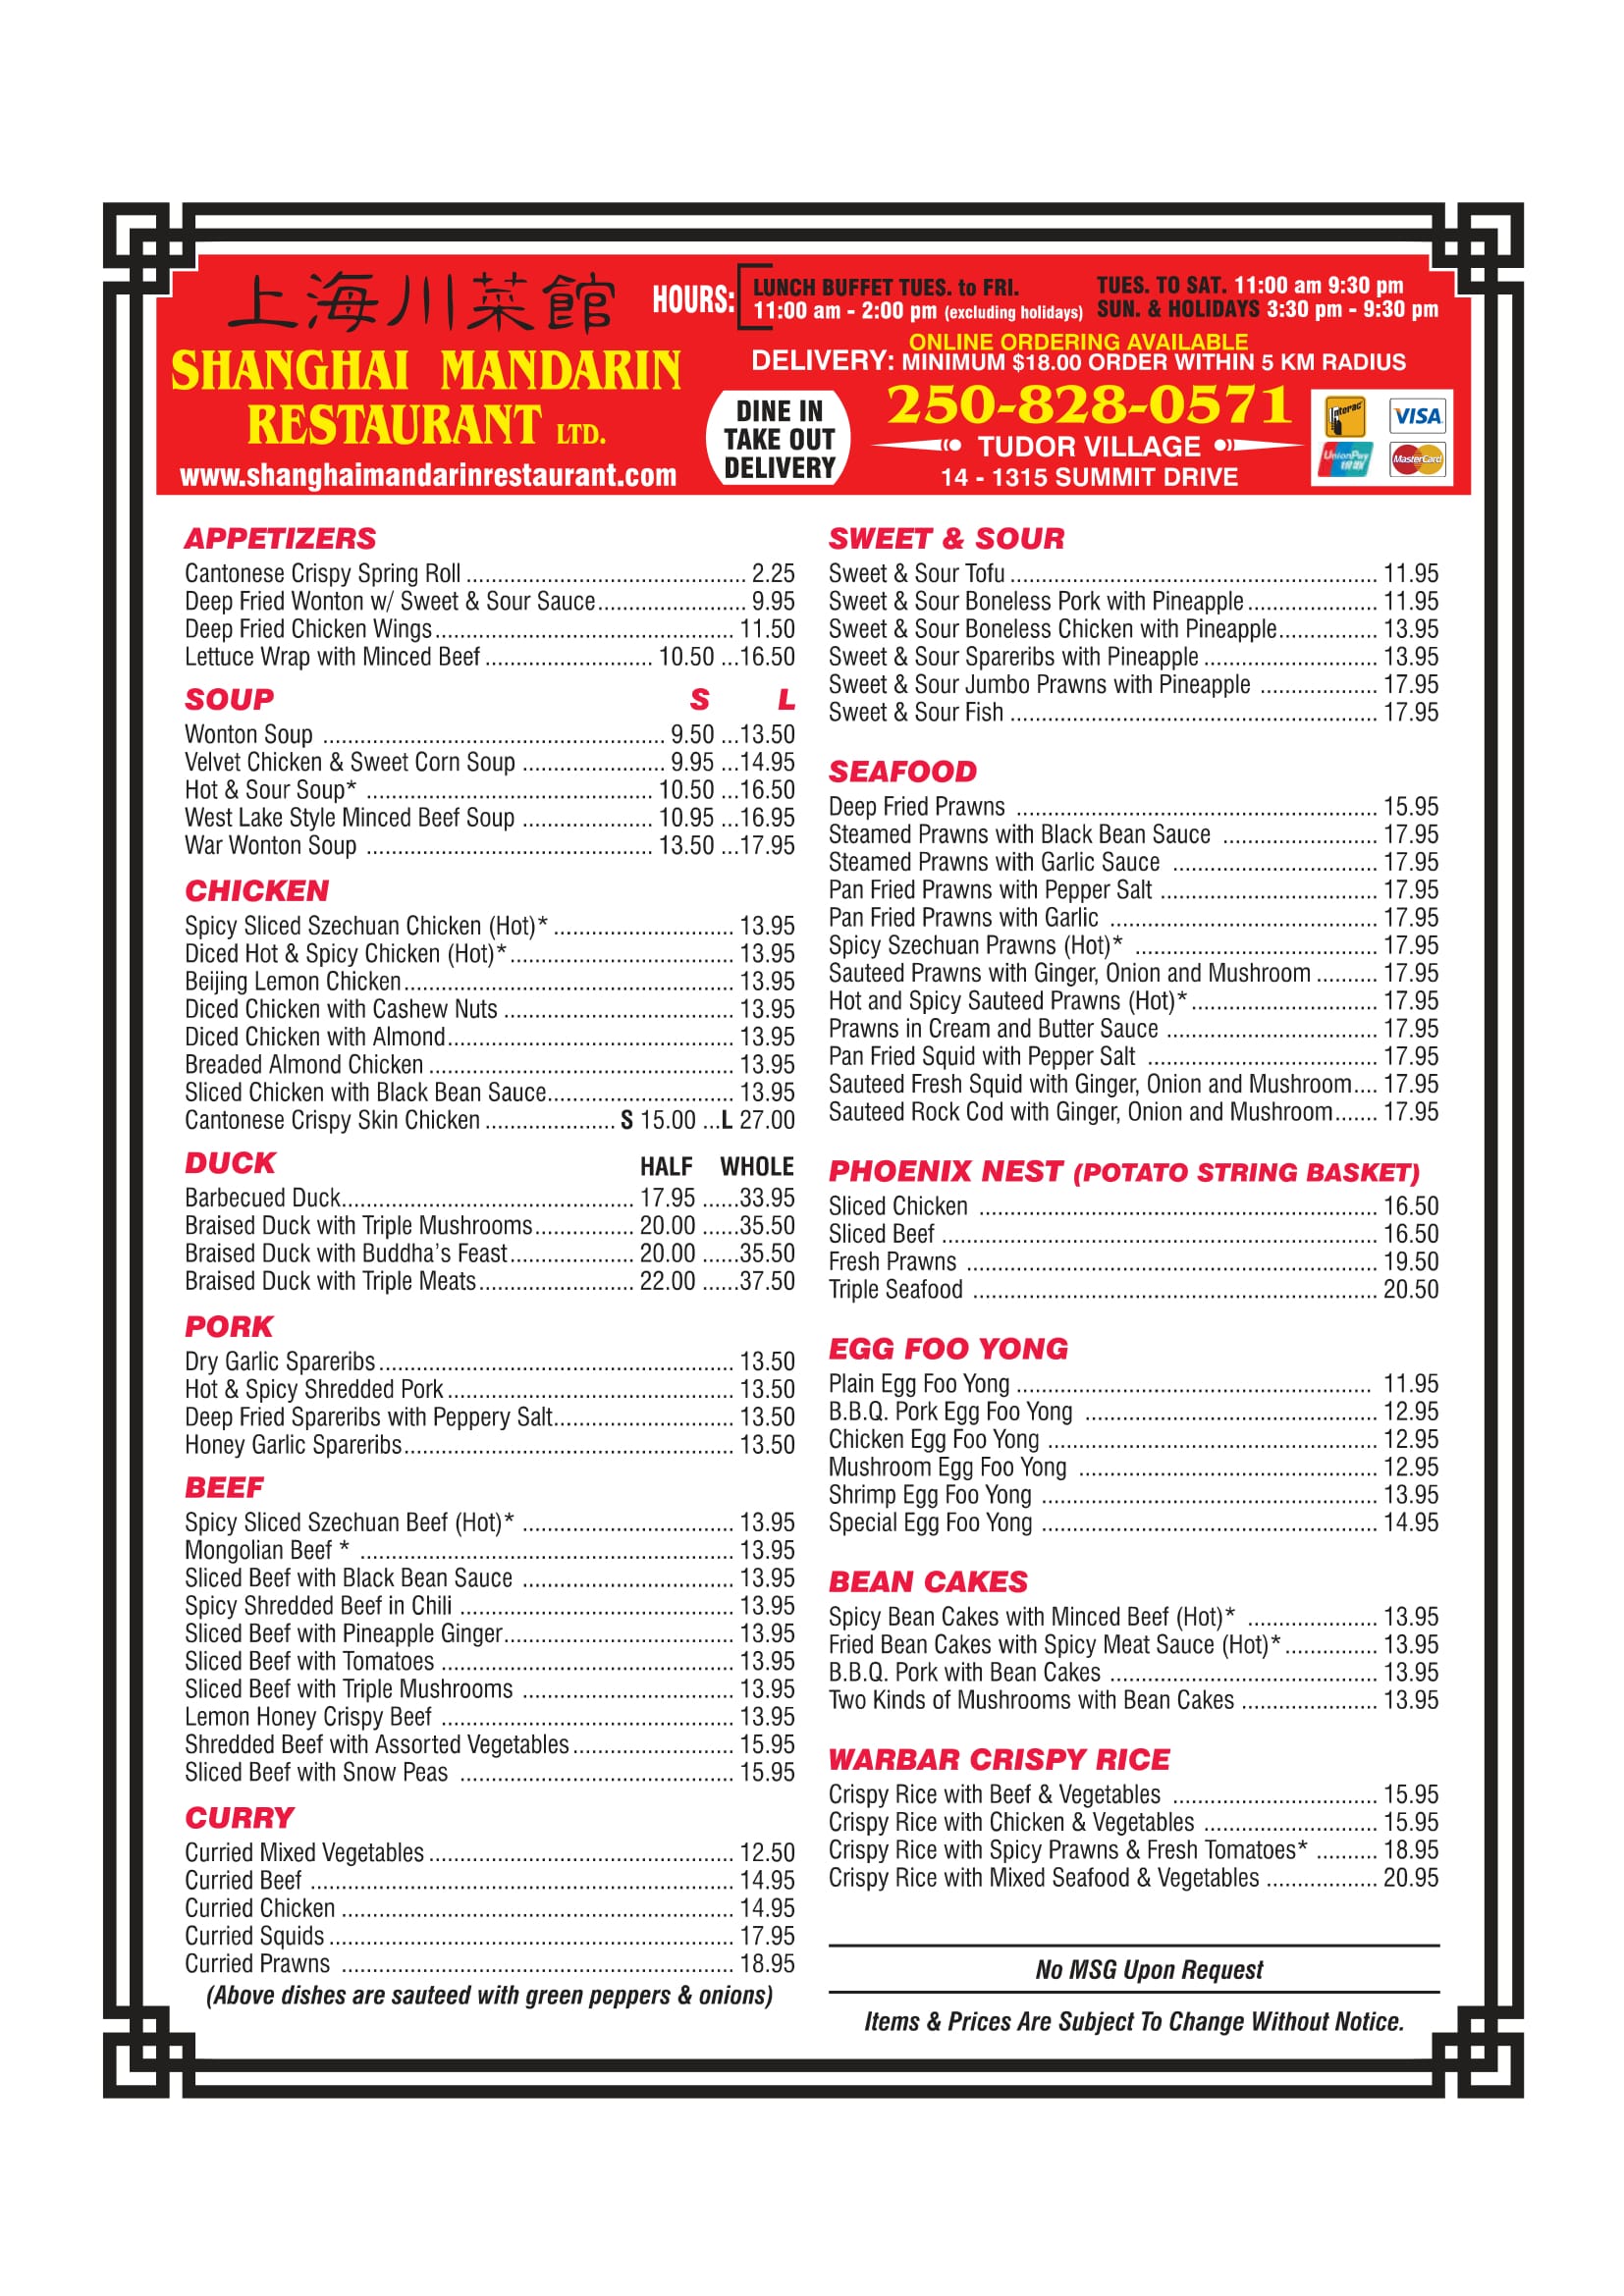 上海川菜館
SHANGHAI MANDARIN
RESTAURANT LTD.
www.shanghaimandarinrestaurant.com
HOURS:
LUNCH BUFFET TUES. to FRI.
11:00 am - 2:00 pm (excluding holidays)
TUES. TO SAT. 11:00 am 9:30 pm
SUN. & HOLIDAYS 3:30 pm - 9:30 pm
ONLINE ORDERING AVAILABLE
DELIVERY: MINIMUM $18.00 ORDER WITHIN 5 KM RADIUS
DINE IN
TAKE OUT
DELIVERY
250-828-0571
TUDOR VILLAGE
14 - 1315 SUMMIT DRIVE
Interac
VISA
UnionPay
银联
MasterCard
APPETIZERS
Cantonese Crispy Spring Roll ... 2.25
Deep Fried Wonton w/ Sweet & Sour Sauce ... 9.95
Deep Fried Chicken Wings ... 11.50
Lettuce Wrap with Minced Beef ... 10.50 ...16.50
SOUP S L
Wonton Soup ... 9.50 ...13.50
Velvet Chicken & Sweet Corn Soup ... 9.95 ...14.95
Hot & Sour Soup* ... 10.50 ...16.50
West Lake Style Minced Beef Soup ... 10.95 ...16.95
War Wonton Soup ... 13.50 ...17.95
CHICKEN
Spicy Sliced Szechuan Chicken (Hot)* ... 13.95
Diced Hot & Spicy Chicken (Hot)* ... 13.95
Beijing Lemon Chicken ... 13.95
Diced Chicken with Cashew Nuts ... 13.95
Diced Chicken with Almond ... 13.95
Breaded Almond Chicken ... 13.95
Sliced Chicken with Black Bean Sauce ... 13.95
Cantonese Crispy Skin Chicken ... S 15.00 ...L 27.00
DUCK HALF WHOLE
Barbecued Duck ... 17.95 ......33.95
Braised Duck with Triple Mushrooms ... 20.00 ......35.50
Braised Duck with Buddha's Feast ... 20.00 ......35.50
Braised Duck with Triple Meats ... 22.00 ......37.50
PORK
Dry Garlic Spareribs ... 13.50
Hot & Spicy Shredded Pork ... 13.50
Deep Fried Spareribs with Peppery Salt ... 13.50
Honey Garlic Spareribs ... 13.50
BEEF
Spicy Sliced Szechuan Beef (Hot)* ... 13.95
Mongolian Beef * ... 13.95
Sliced Beef with Black Bean Sauce ... 13.95
Spicy Shredded Beef in Chili ... 13.95
Sliced Beef with Pineapple Ginger ... 13.95
Sliced Beef with Tomatoes ... 13.95
Sliced Beef with Triple Mushrooms ... 13.95
Lemon Honey Crispy Beef ... 13.95
Shredded Beef with Assorted Vegetables ... 15.95
Sliced Beef with Snow Peas ... 15.95
CURRY
Curried Mixed Vegetables ... 12.50
Curried Beef ... 14.95
Curried Chicken ... 14.95
Curried Squids ... 17.95
Curried Prawns ... 18.95
(Above dishes are sauteed with green peppers & onions)
SWEET & SOUR
Sweet & Sour Tofu ... 11.95
Sweet & Sour Boneless Pork with Pineapple ... 11.95
Sweet & Sour Boneless Chicken with Pineapple ... 13.95
Sweet & Sour Spareribs with Pineapple ... 13.95
Sweet & Sour Jumbo Prawns with Pineapple ... 17.95
Sweet & Sour Fish ... 17.95
SEAFOOD
Deep Fried Prawns ... 15.95
Steamed Prawns with Black Bean Sauce ... 17.95
Steamed Prawns with Garlic Sauce ... 17.95
Pan Fried Prawns with Pepper Salt ... 17.95
Pan Fried Prawns with Garlic ... 17.95
Spicy Szechuan Prawns (Hot)* ... 17.95
Sauteed Prawns with Ginger, Onion and Mushroom ... 17.95
Hot and Spicy Sauteed Prawns (Hot)* ... 17.95
Prawns in Cream and Butter Sauce ... 17.95
Pan Fried Squid with Pepper Salt ... 17.95
Sauteed Fresh Squid with Ginger, Onion and Mushroom .... 17.95
Sauteed Rock Cod with Ginger, Onion and Mushroom ....... 17.95
PHOENIX NEST (POTATO STRING BASKET)
Sliced Chicken ... 16.50
Sliced Beef ... 16.50
Fresh Prawns ... 19.50
Triple Seafood ... 20.50
EGG FOO YONG
Plain Egg Foo Yong ... 11.95
B.B.Q. Pork Egg Foo Yong ... 12.95
Chicken Egg Foo Yong ... 12.95
Mushroom Egg Foo Yong ... 12.95
Shrimp Egg Foo Yong ... 13.95
Special Egg Foo Yong ... 14.95
BEAN CAKES
Spicy Bean Cakes with Minced Beef (Hot)* ... 13.95
Fried Bean Cakes with Spicy Meat Sauce (Hot)* ... 13.95
B.B.Q. Pork with Bean Cakes ... 13.95
Two Kinds of Mushrooms with Bean Cakes ... 13.95
WARBAR CRISPY RICE
Crispy Rice with Beef & Vegetables ... 15.95
Crispy Rice with Chicken & Vegetables ... 15.95
Crispy Rice with Spicy Prawns & Fresh Tomatoes* ... 18.95
Crispy Rice with Mixed Seafood & Vegetables ... 20.95
No MSG Upon Request
Items & Prices Are Subject To Change Without Notice.